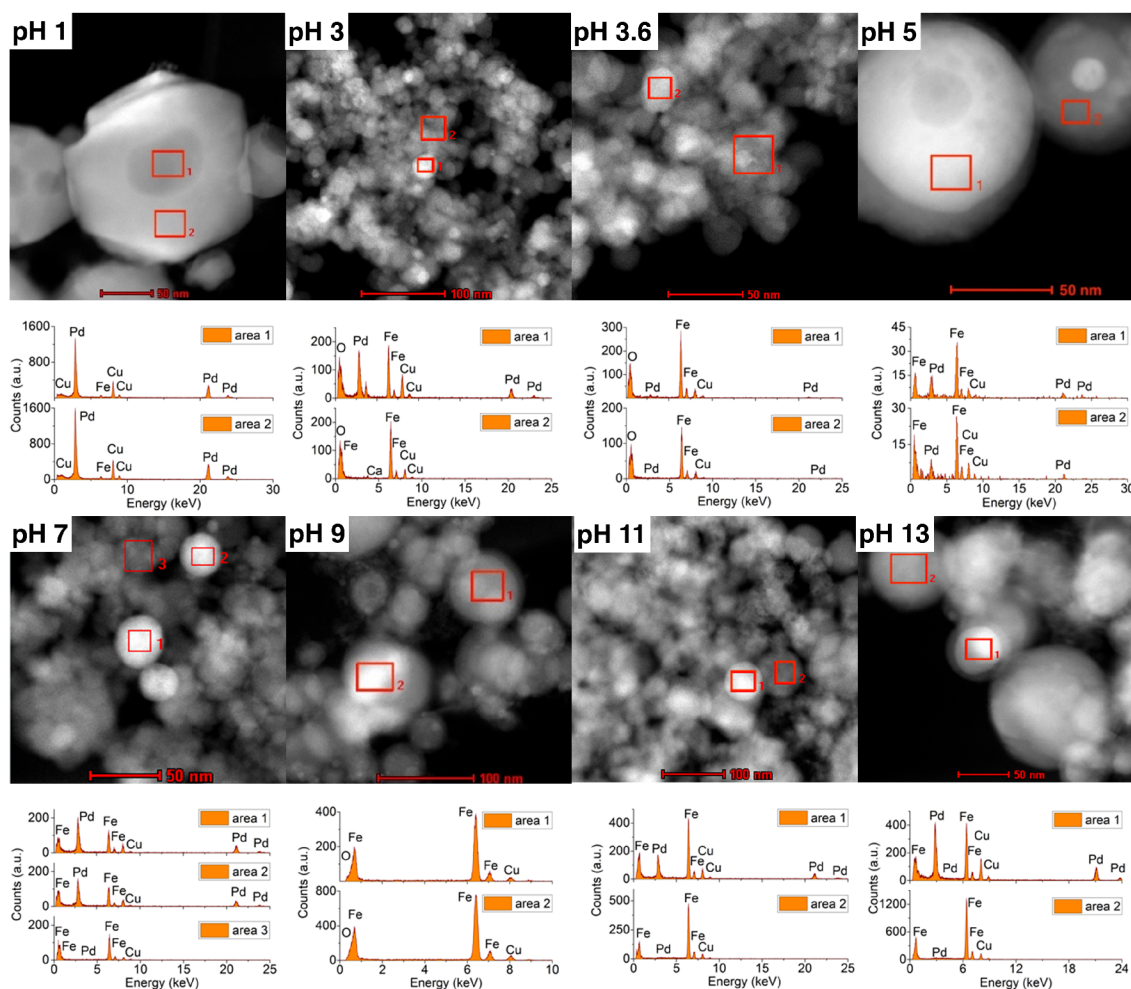 pH 1
1
2
50 nm
pH 3
2
1
100 nm
pH 3.6
2
1
50 nm
pH 5
2
1
50 nm
1600
800
0
Counts (a.u.)
Cu
Pd
Fe
Cu
Cu
Pd
Pd
area 1
1600
800
0
Cu
Pd
Fe
Cu
Cu
Pd
Pd
area 2
0 10 20 30
Energy (keV)
200
100
0
Counts (a.u.)
O
Pd
Fe
Fe
Cu
Pd
Pd
area 1
200
100
0
O
Fe
Ca
Fe
Cu
area 2
0 5 10 15 20 25
Energy (keV)
300
150
0
Counts (a.u.)
O
Pd
Fe
Fe
Cu
Pd
area 1
200
100
0
O
Pd
Fe
Fe
Cu
Pd
area 2
0 5 10 15 20 25
Energy (keV)
45
30
15
0
Counts (a.u.)
Fe
Pd
Fe
Fe
Cu
Pd
Pd
area 1
30
15
0
Fe
Pd
Fe
Fe
Cu
Pd
area 2
0 5 10 15 20 25 30
Energy (keV)
pH 7
3
2
1
50 nm
pH 9
1
2
100 nm
pH 11
1
2
100 nm
pH 13
2
1
50 nm
200
0
Counts (a.u.)
Fe
Pd
Fe
Fe
Cu
Pd
Pd
area 1
200
0
Fe
Pd
Fe
Fe
Cu
Pd
Pd
area 2
200
0
Fe
Fe
Pd
Fe
Fe
Cu
area 3
0 5 10 15 20 25
Energy (keV)
400
200
0
Counts (a.u.)
O
Fe
Fe
Fe
Cu
area 1
800
400
0
O
Fe
Fe
Fe
Cu
area 2
0 2 4 6 8 10
Energy (keV)
500
250
0
Counts (a.u.)
Fe
Pd
Fe
Fe
Cu
Pd
Pd
area 1
500
250
0
Fe
Pd
Fe
Fe
Cu
area 2
0 5 10 15 20 25
Energy (keV)
400
200
0
Counts (a.u.)
Fe
Pd
Pd
Fe
Cu
Fe
Pd
Pd
area 1
1200
600
0
Fe
Pd
Fe
Fe
Cu
area 2
0 6 12 18 24
Energy (keV)